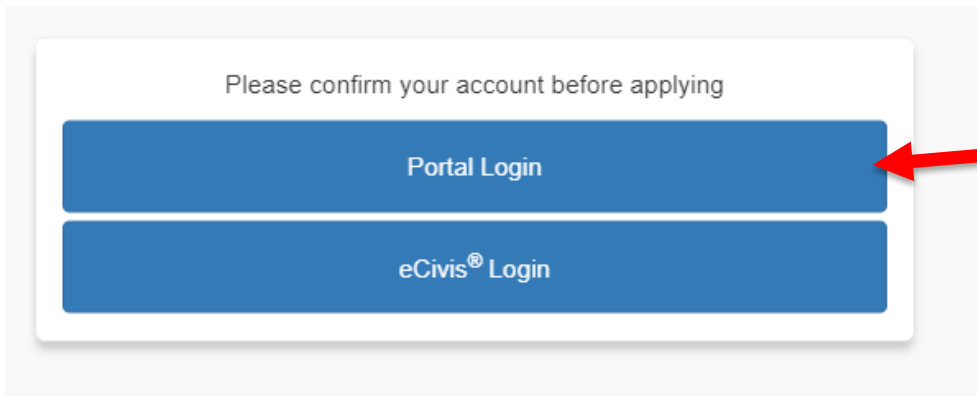 Please confirm your account before applying
Portal Login
eCivis® Login